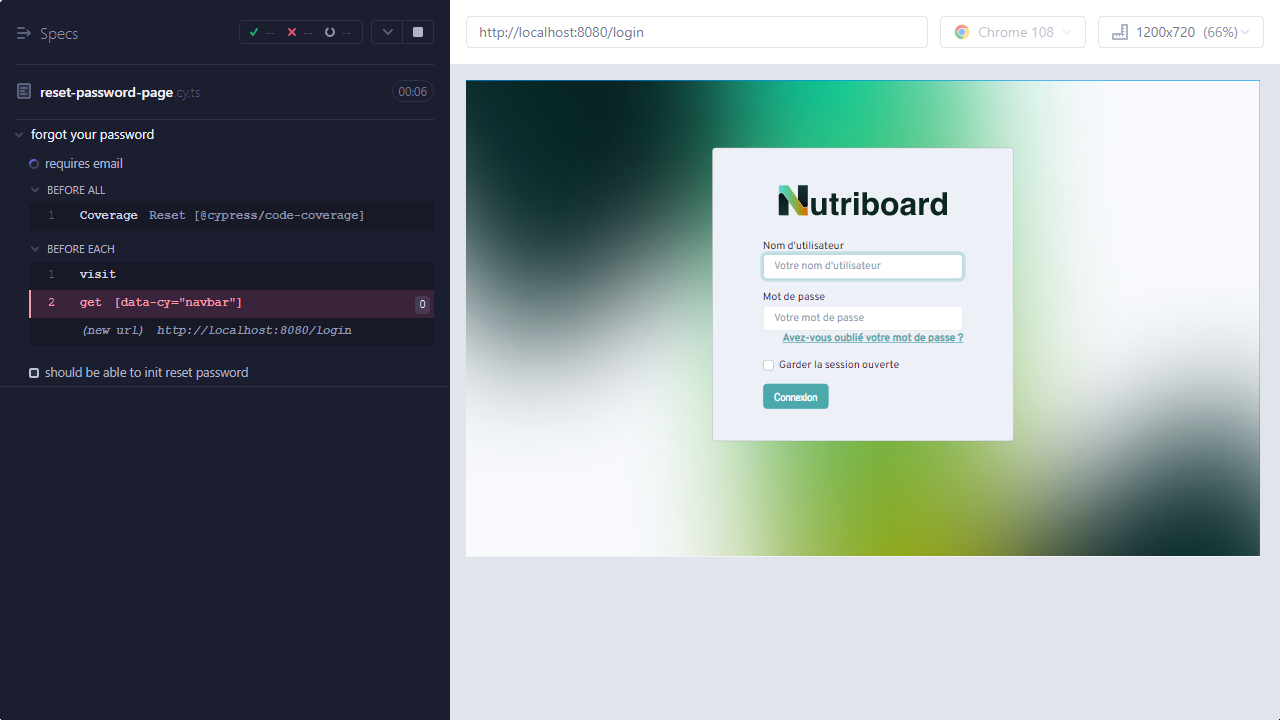 Specs
--
--
--
reset-password-page.cy.ts
00:06
forgot your password
requires email
BEFORE ALL
1 Coverage Reset [@cypress/code-coverage]
BEFORE EACH
1 visit
2 get [data-cy="navbar"] 0
(new url) http://localhost:8080/login
should be able to init reset password
http://localhost:8080/login
Chrome 108
1200x720 (66%)
Nutriboard
Nom d'utilisateur
Votre nom d'utilisateur
Mot de passe
Votre mot de passe
Avez-vous oublié votre mot de passe ?
Garder la session ouverte
Connexion